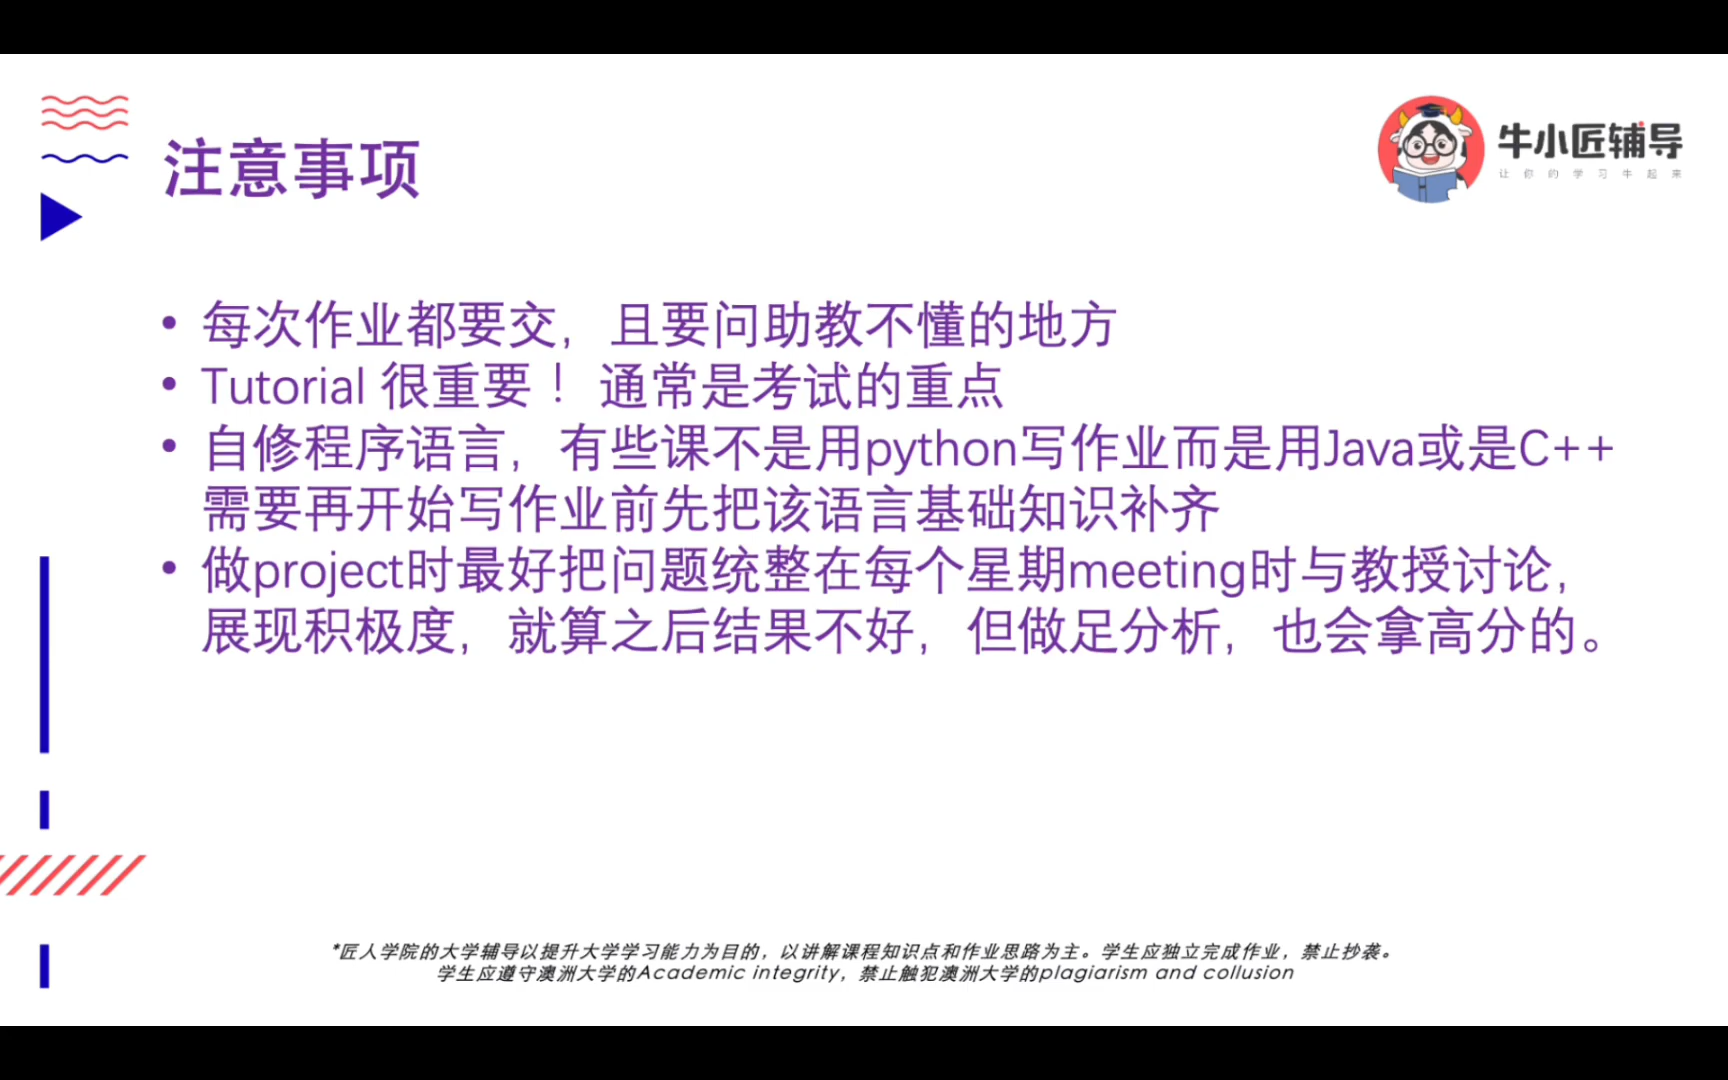 注意事项
牛小匠辅导
让你的学习牛起来
• 每次作业都要交，且要问助教不懂的地方
• Tutorial 很重要！ 通常是考试的重点
• 自修程序语言，有些课不是用python写作业而是用Java或是C++
需要再开始写作业前先把该语言基础知识补齐
• 做project时最好把问题统整在每个星期meeting时与教授讨论，
展现积极度，就算之后结果不好，但做足分析，也会拿高分的。
*匠人学院的大学辅导以提升大学学习能力为目的，以讲解课程知识点和作业思路为主。学生应独立完成作业，禁止抄袭。
学生应遵守澳洲大学的Academic integrity，禁止触犯澳洲大学的plagiarism and collusion